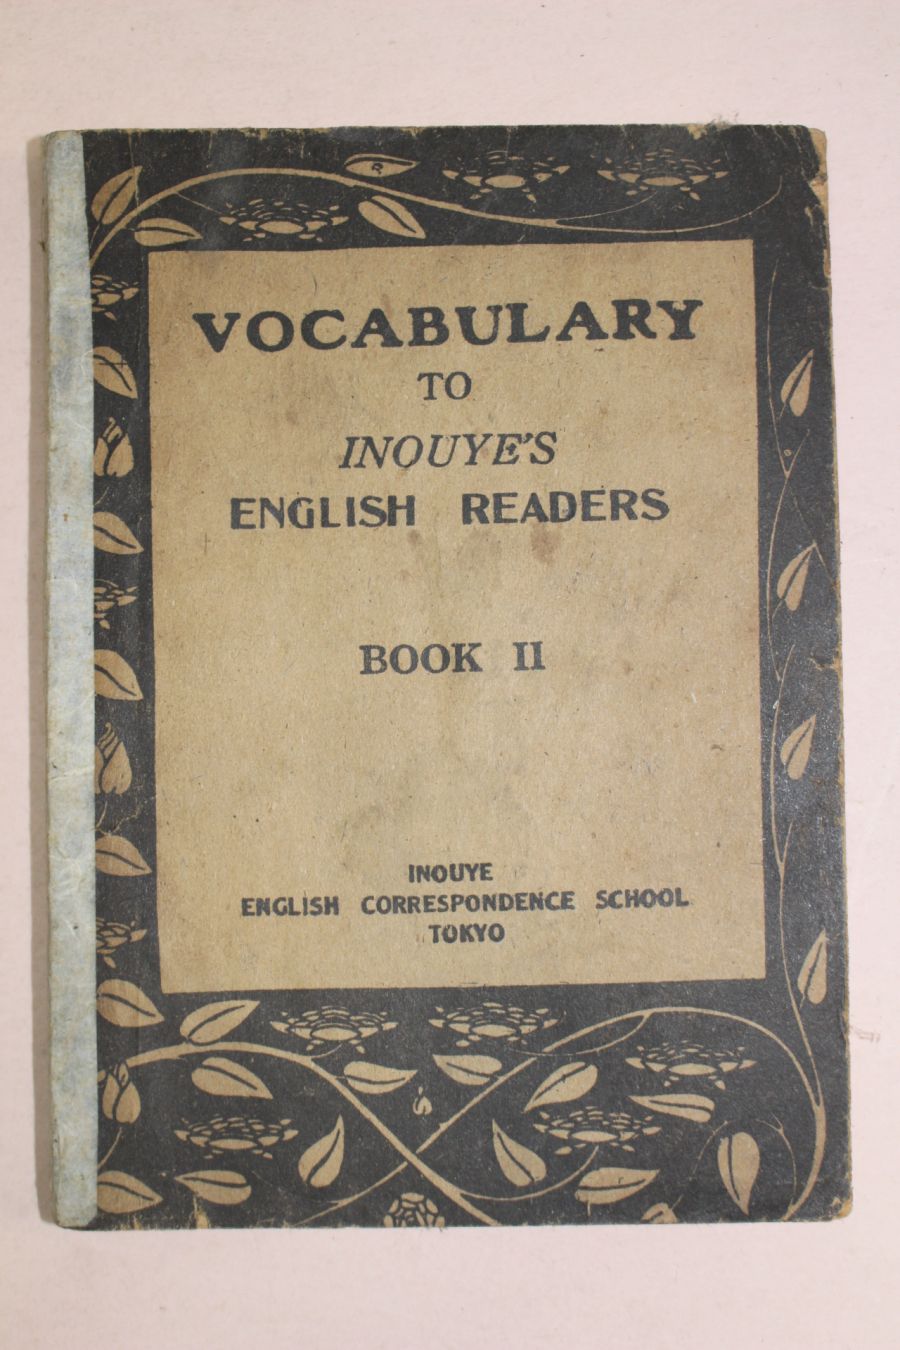 VOCABULARY
TO
INOUYE'S
ENGLISH READERS
BOOK II
INOUYE
ENGLISH CORRESPONDENCE SCHOOL
TOKYO